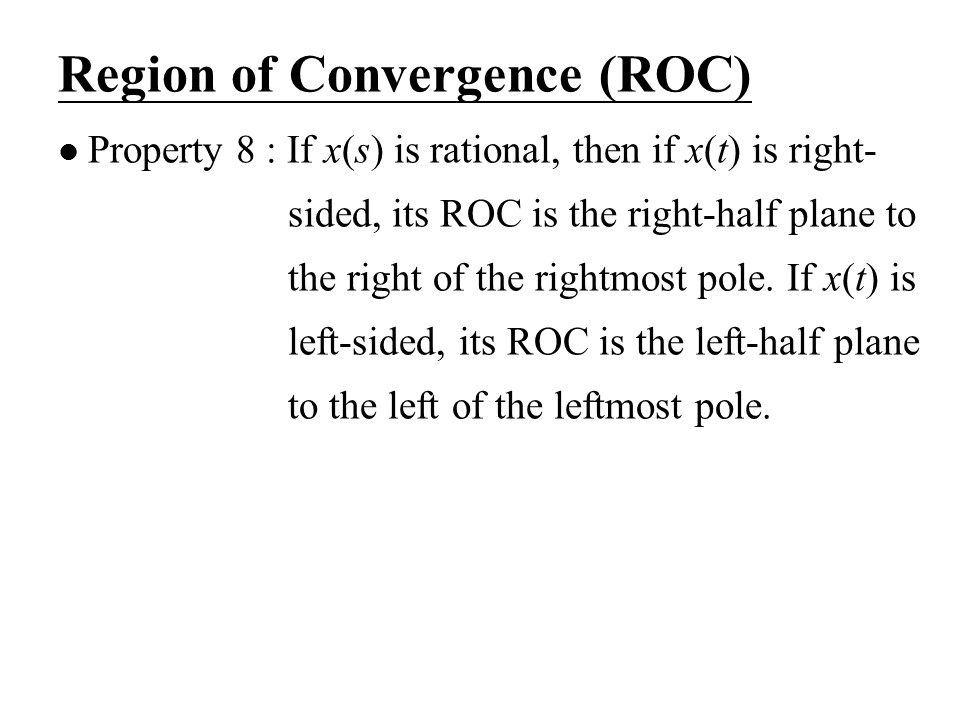 Region of Convergence (ROC)
● Property 8 : If x(s) is rational, then if x(t) is right-
sided, its ROC is the right-half plane to
the right of the rightmost pole. If x(t) is
left-sided, its ROC is the left-half plane
to the left of the leftmost pole.